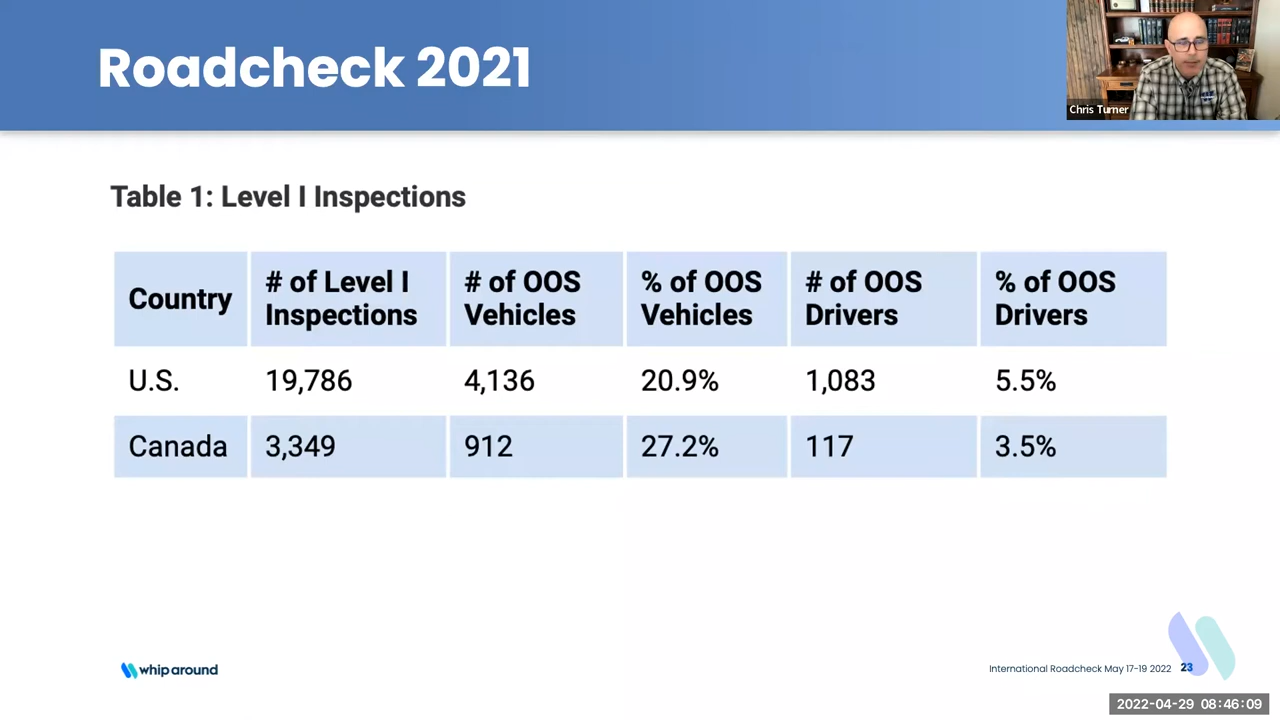 Roadcheck 2021
Chris Turner
Table 1: Level I Inspections
Country
# of Level I
Inspections
# of OOS
Vehicles
% of OOS
Vehicles
# of OOS
Drivers
% of OOS
Drivers
U.S. 19,786 4,136 20.9% 1,083 5.5%
Canada 3,349 912 27.2% 117 3.5%
whip around
International Roadcheck May 17-19 2022 23
2022-04-29 08:46:09